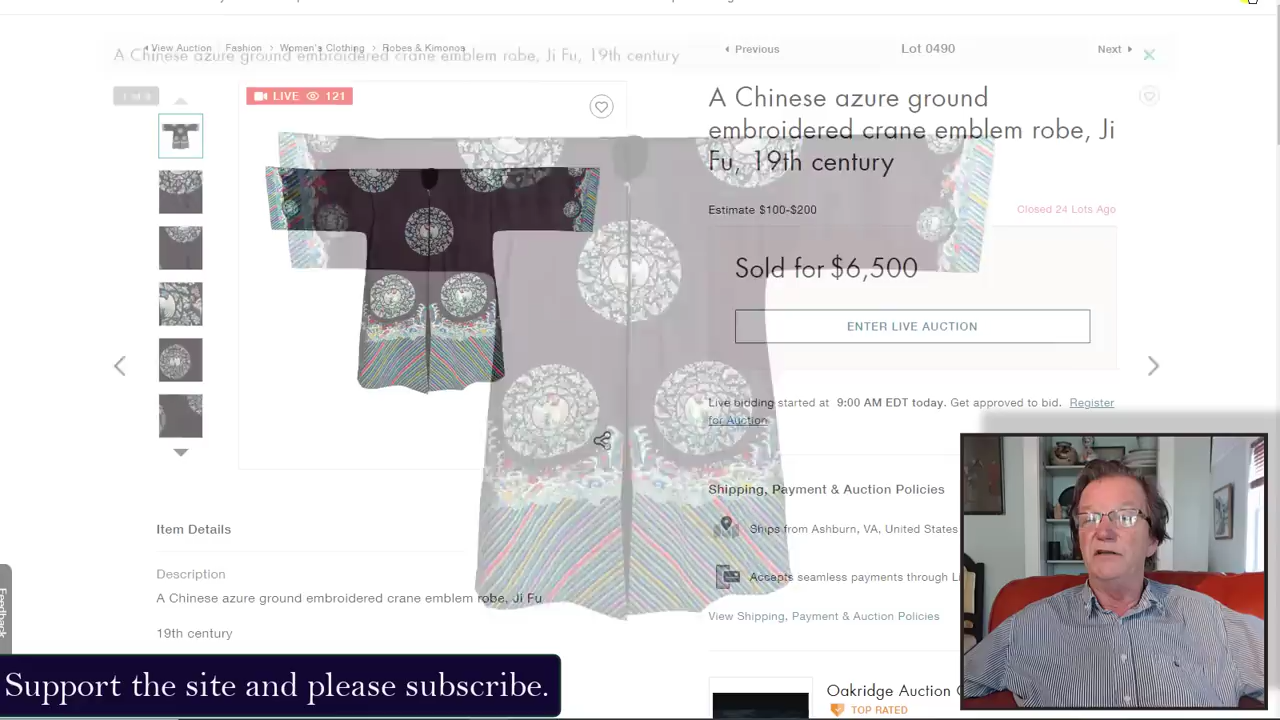 View Auction Fashion > Women's Clothing > Robes & Kimonos
Previous Lot 0490 Next
A Chinese azure ground embroidered crane emblem robe, Ji Fu, 19th century
LIVE 121
A Chinese azure ground
embroidered crane emblem robe, Ji
Fu, 19th century
Estimate $100-$200
Closed 24 Lots Ago
Sold for $6,500
ENTER LIVE AUCTION
Live bidding started at 9:00 AM EDT today. Get approved to bid. Register
for Auction
Shipping, Payment & Auction Policies
Ships from Ashburn, VA, United States
Accepts seamless payments through Li
View Shipping, Payment & Auction Policies
Oakridge Auction
TOP RATED
Item Details
Description
A Chinese azure ground embroidered crane emblem robe, Ji Fu
19th century
Feedback
Support the site and please subscribe.